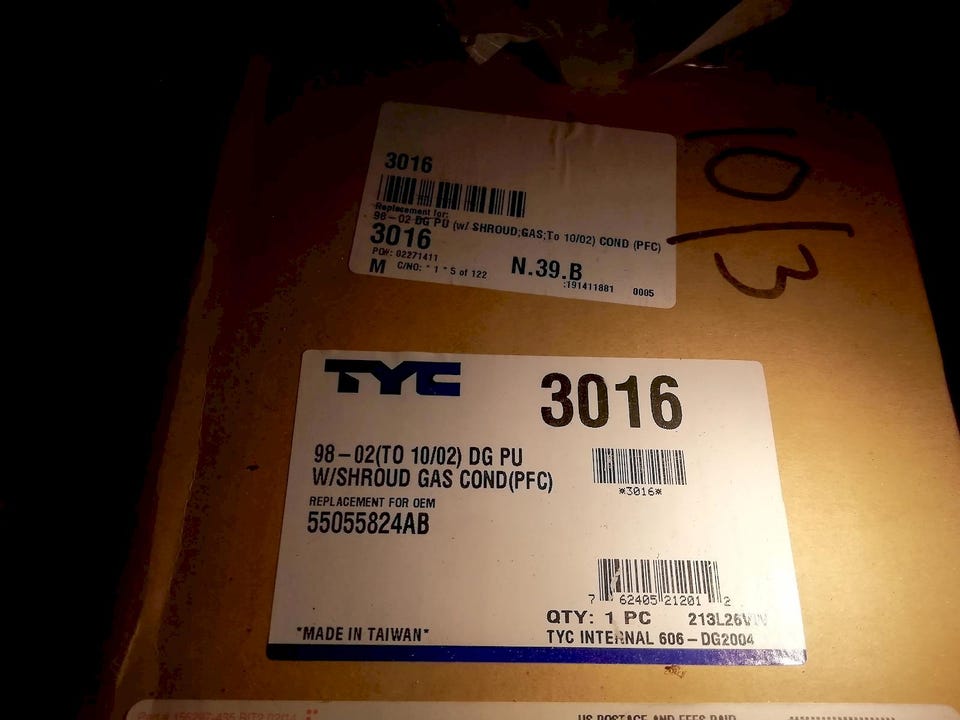 10/3
3016
Replacement for:
98-02 DG PU (w/ SHROUD;GAS;To 10/02) COND (PFC)
3016
PO#: 02271411
M C/NO: * 1 * 5 of 122 N.39.B
:191411881 0005
TYC 3016
98-02(TO 10/02) DG PU
W/SHROUD GAS COND(PFC)
*3016*
REPLACEMENT FOR OEM
55055824AB
7 62405 21201 2
QTY: 1 PC
*MADE IN TAIWAN* TYC INTERNAL 606-DG2004
US POSTAGE AND FEES PAID